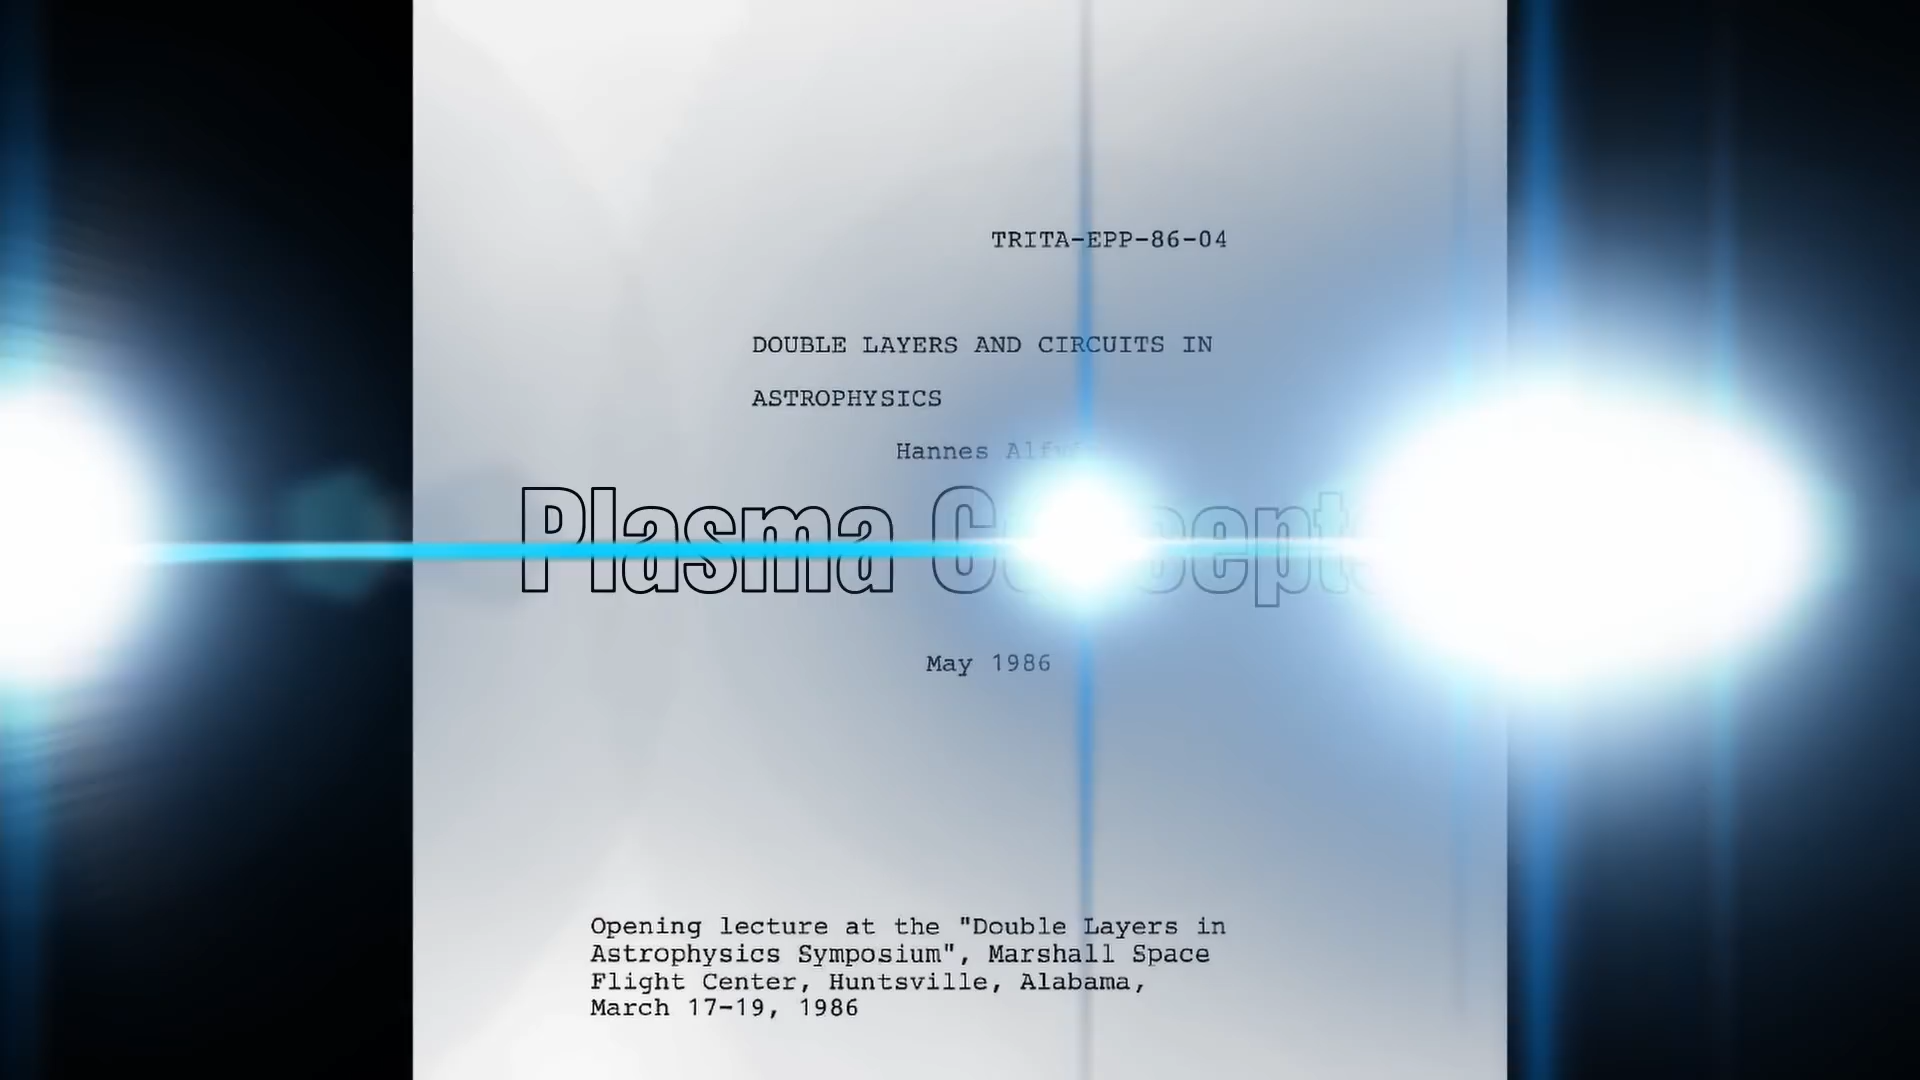 TRITA-EPP-86-04
DOUBLE LAYERS AND CIRCUITS IN
ASTROPHYSICS
Hannes
Plasma
May 1986
Opening lecture at the "Double Layers in
Astrophysics Symposium", Marshall Space
Flight Center, Huntsville, Alabama,
March 17-19, 1986